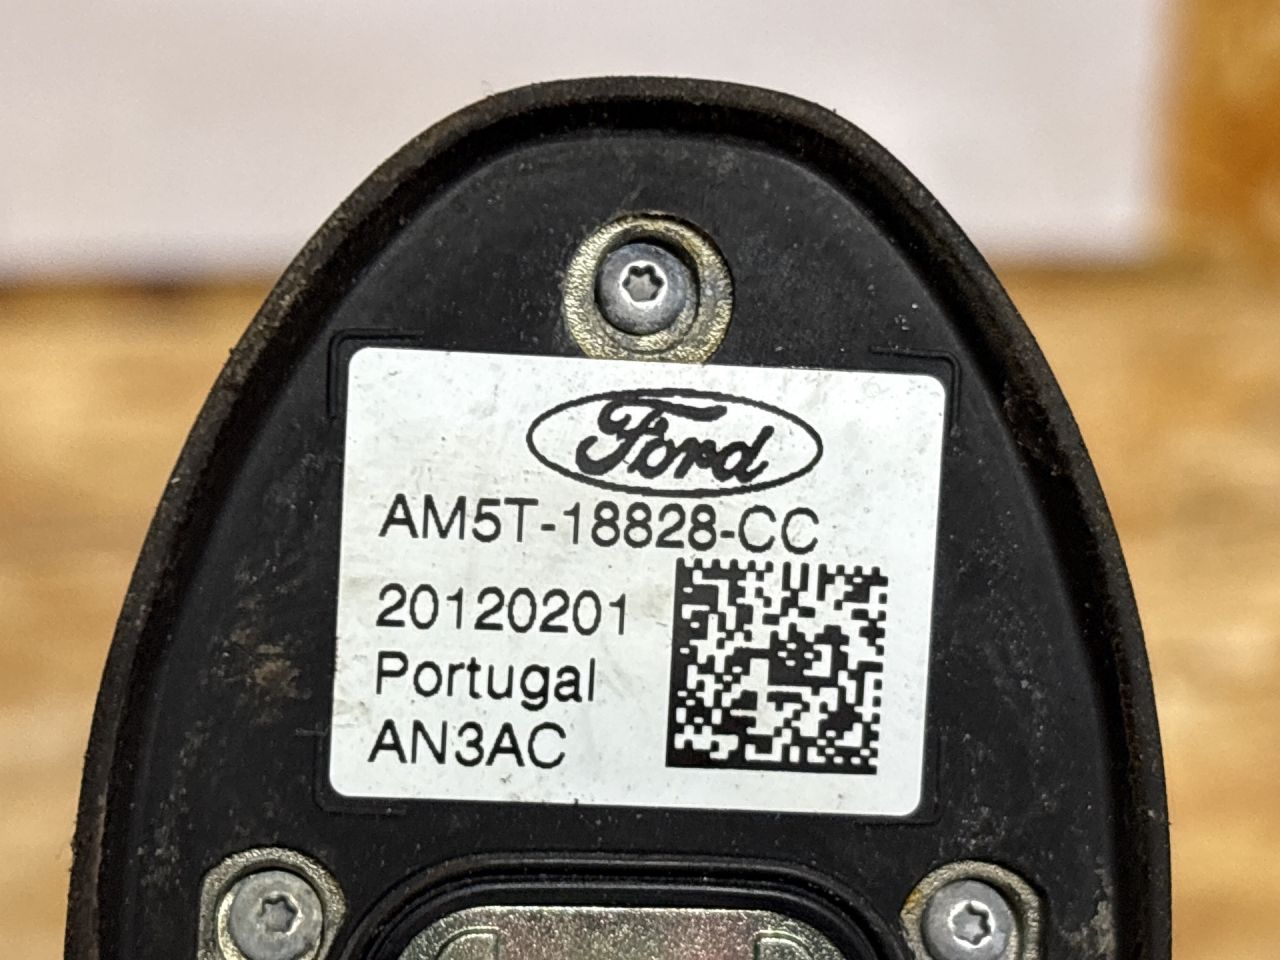 Ford
AM5T-18828-CC
20120201
Portugal
AN3AC